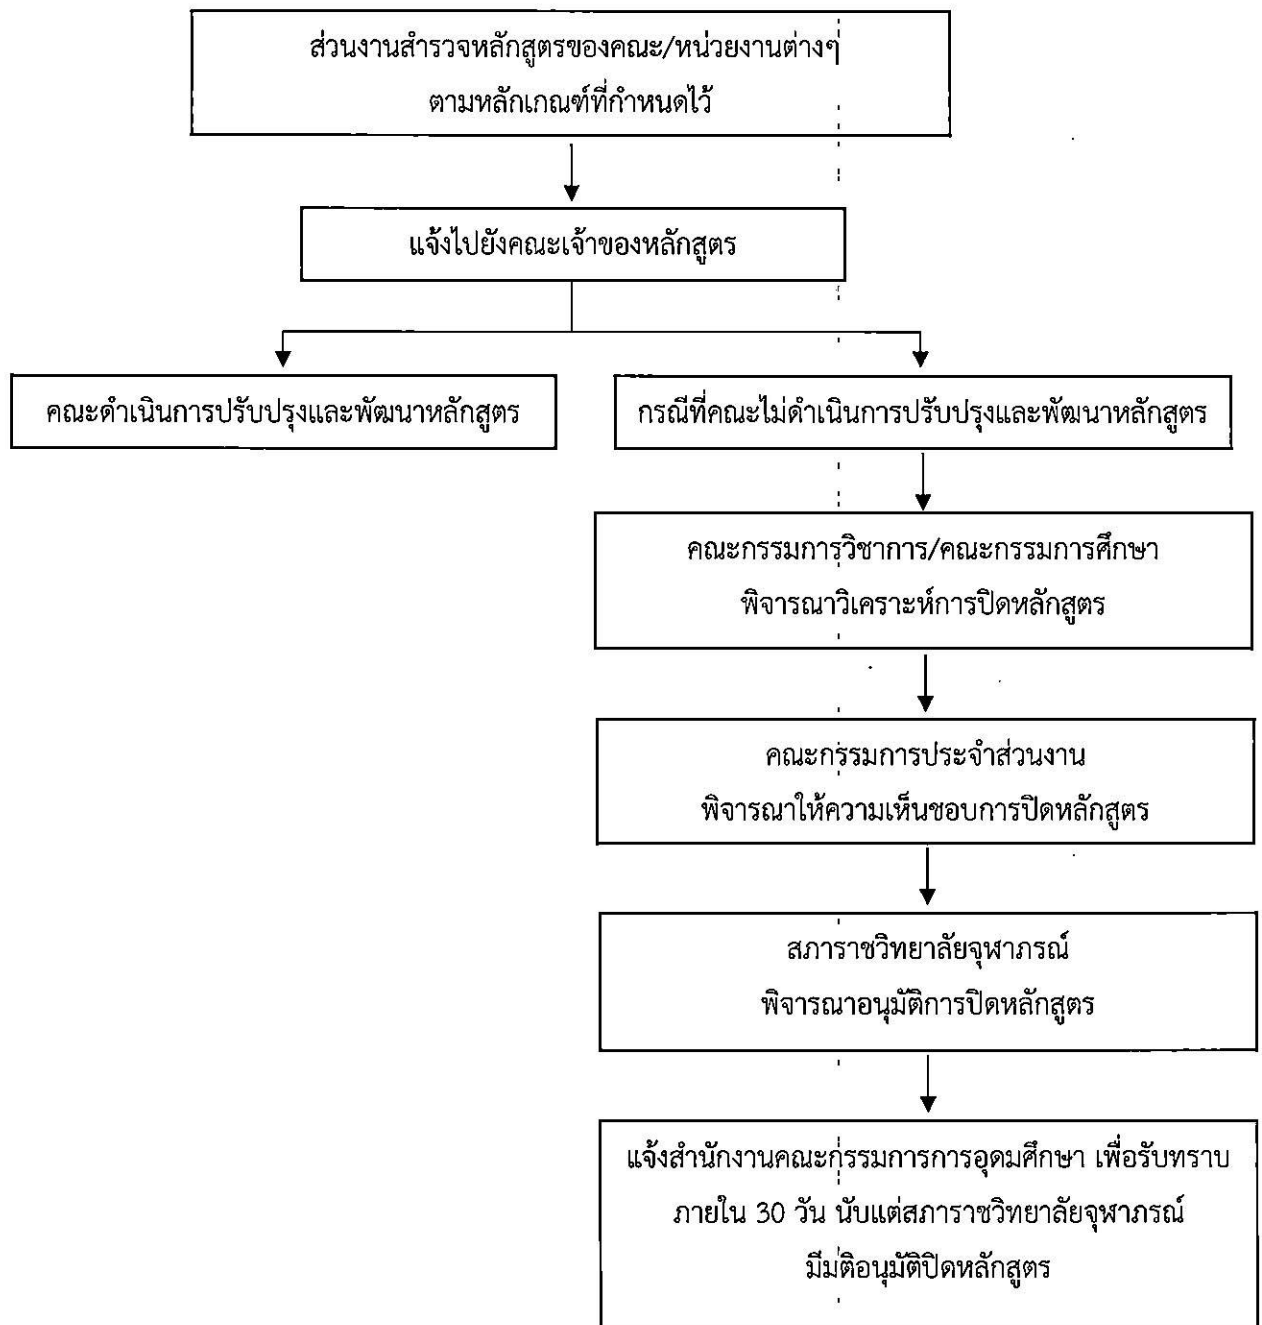 ส่วนงานสำรวจหลักสูตรของคณะ/หน่วยงานต่างๆ
ตามหลักเกณฑ์ที่กำหนดไว้
แจ้งไปยังคณะเจ้าของหลักสูตร
คณะดำเนินการปรับปรุงและพัฒนาหลักสูตร
กรณีที่คณะไม่ดำเนินการปรับปรุงและพัฒนาหลักสูตร
คณะกรรมการวิชาการ/คณะกรรมการศึกษา
พิจารณาวิเคราะห์การปิดหลักสูตร
คณะกรรมการประจำส่วนงาน
พิจารณาให้ความเห็นชอบการปิดหลักสูตร
สภาราชวิทยาลัยจุฬาภรณ์
พิจารณาอนุมัติการปิดหลักสูตร
แจ้งสำนักงานคณะกรรมการการอุดมศึกษา เพื่อรับทราบ
ภายใน 30 วัน นับแต่สภาราชวิทยาลัยจุฬาภรณ์
มีมติอนุมัติปิดหลักสูตร